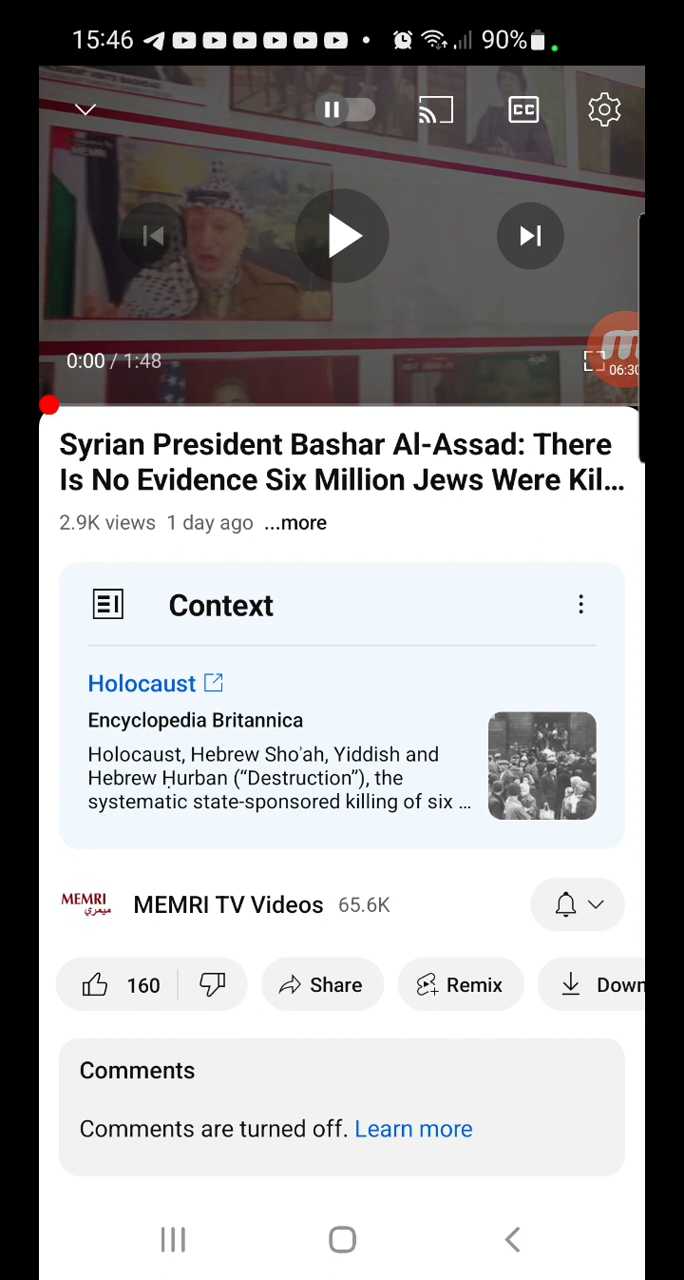 15:46
90%
CC
0:00 / 1:48
06:30
Syrian President Bashar Al-Assad: There
Is No Evidence Six Million Jews Were Kil...
2.9K views 1 day ago ...more
Context
Holocaust
Encyclopedia Britannica
Holocaust, Hebrew Shoʾah, Yiddish and
Hebrew Ḥurban (“Destruction”), the
systematic state-sponsored killing of six ...
MEMRI
ميمري
MEMRI TV Videos 65.6K
160
Share
Remix
Down
Comments
Comments are turned off. Learn more